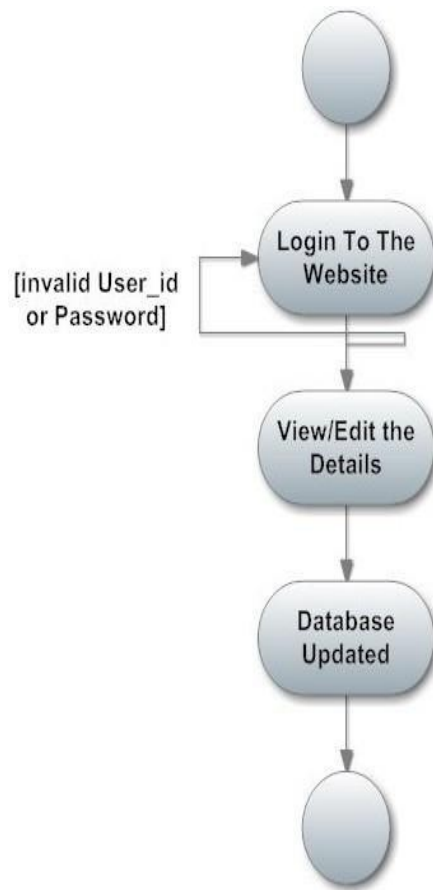 Login To The
Website
[invalid User_id
or Password]
View/Edit the
Details
Database
Updated